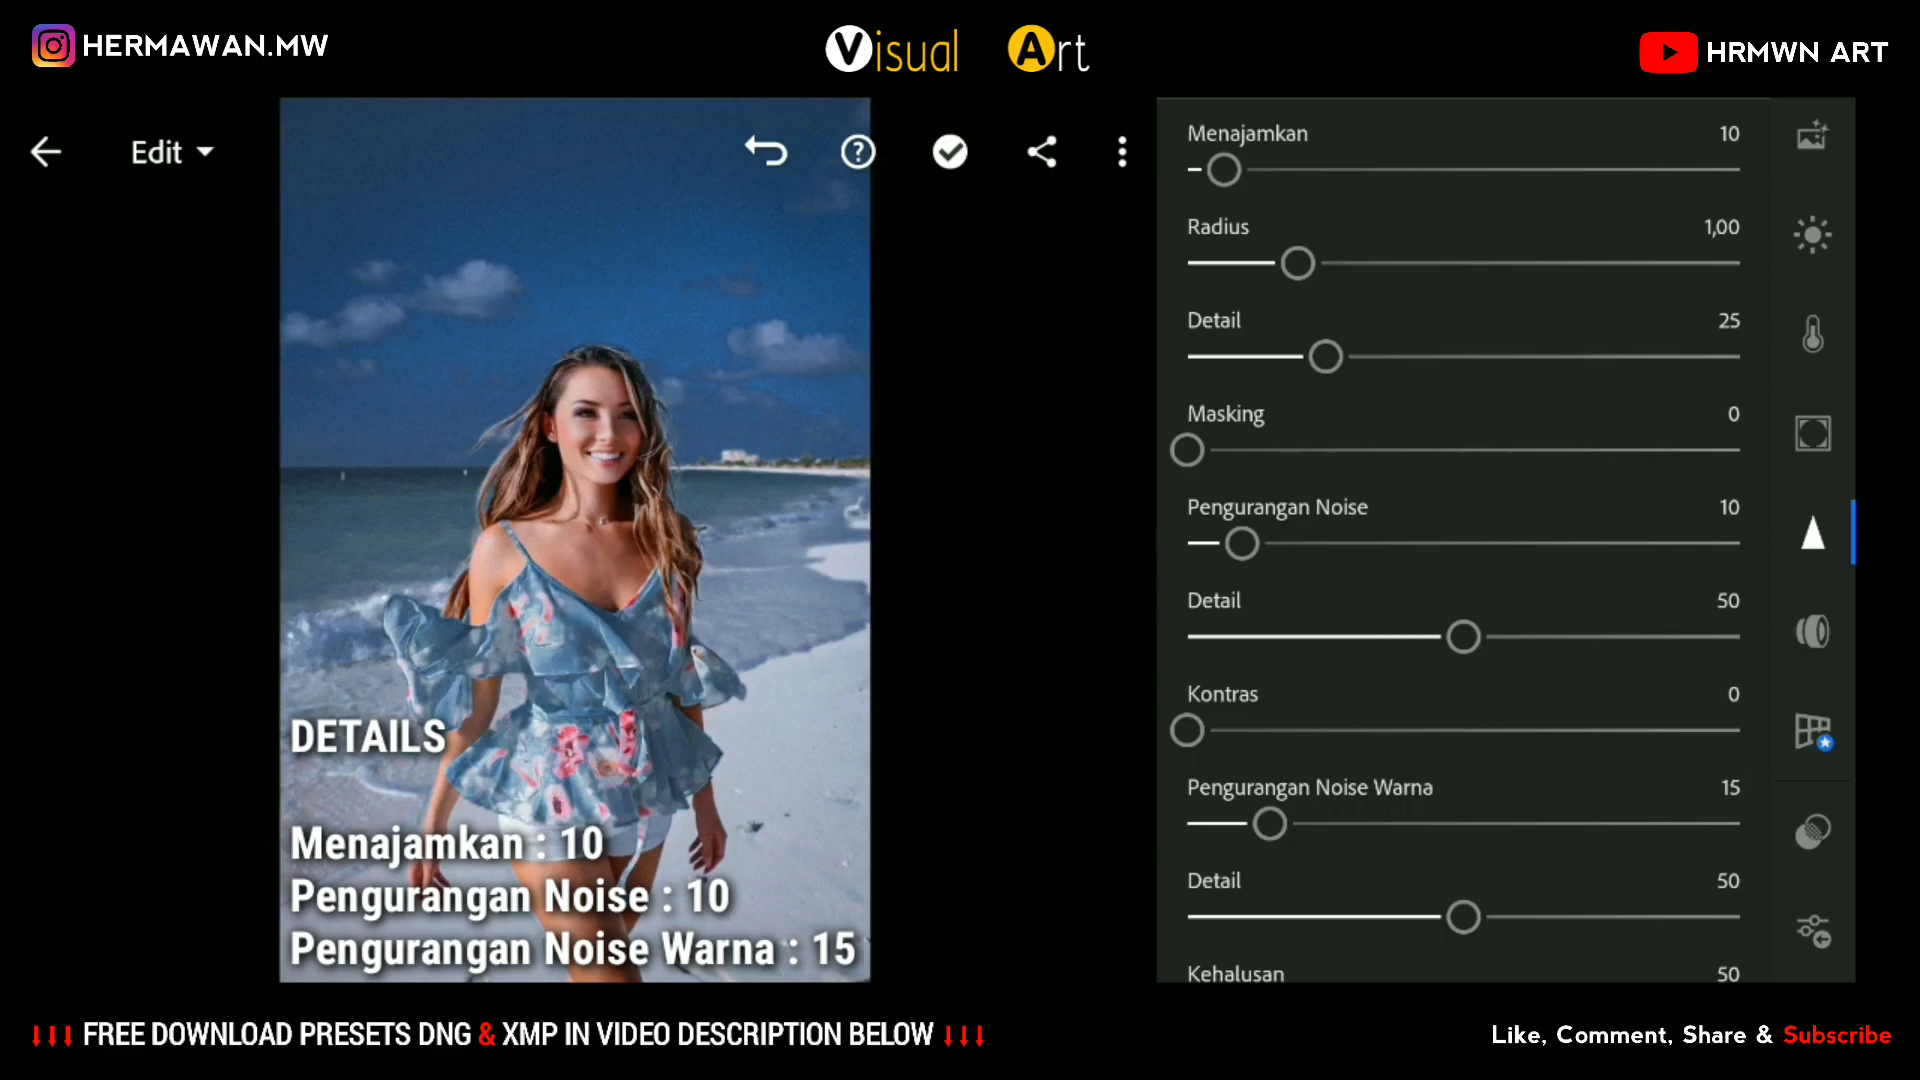 HERMAWAN.MW
Visual Art
HRMWN ART
Edit
Menajamkan 10
Radius 1,00
Detail 25
Masking 0
Pengurangan Noise 10
Detail 50
Kontras 0
Pengurangan Noise Warna 15
Detail 50
Kehalusan 50
DETAILS
Menajamkan : 10
Pengurangan Noise : 10
Pengurangan Noise Warna : 15
↓↓↓ FREE DOWNLOAD PRESETS DNG & XMP IN VIDEO DESCRIPTION BELOW ↓↓↓
Like, Comment, Share & Subscribe